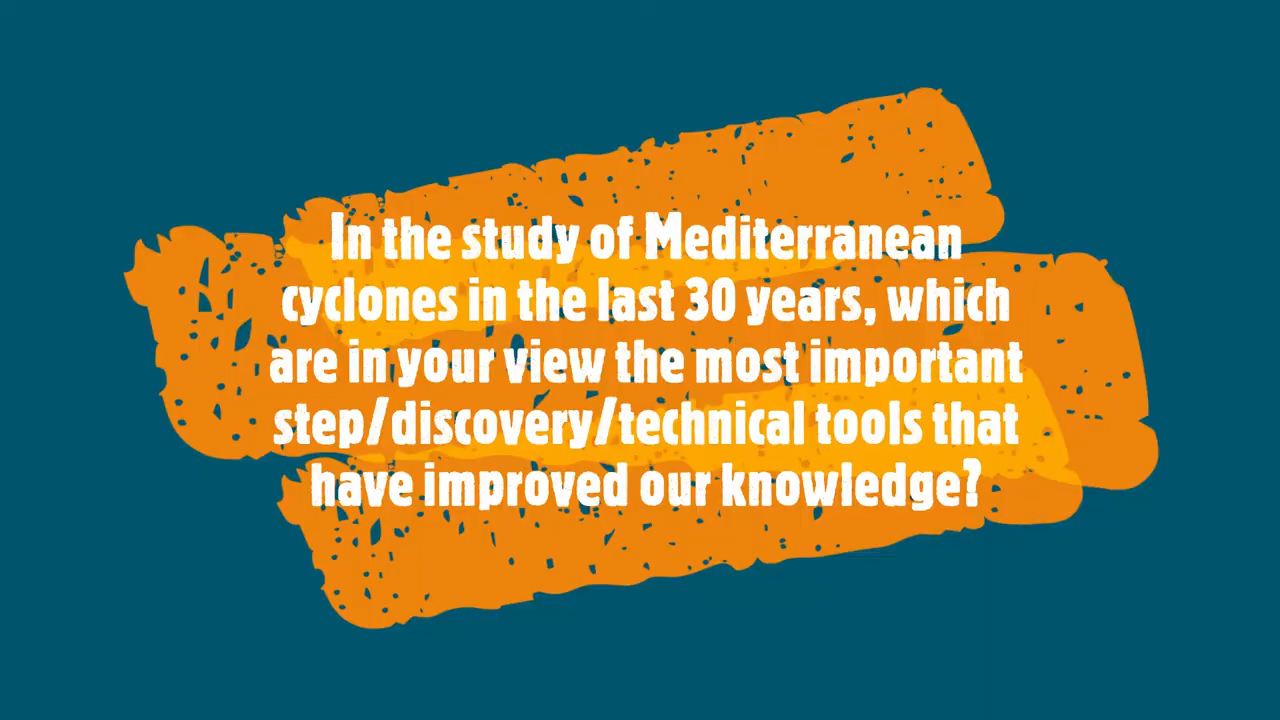 In the study of Mediterranean
cyclones in the last 30 years, which
are in your view the most important
step/discovery/technical tools that
have improved our knowledge?